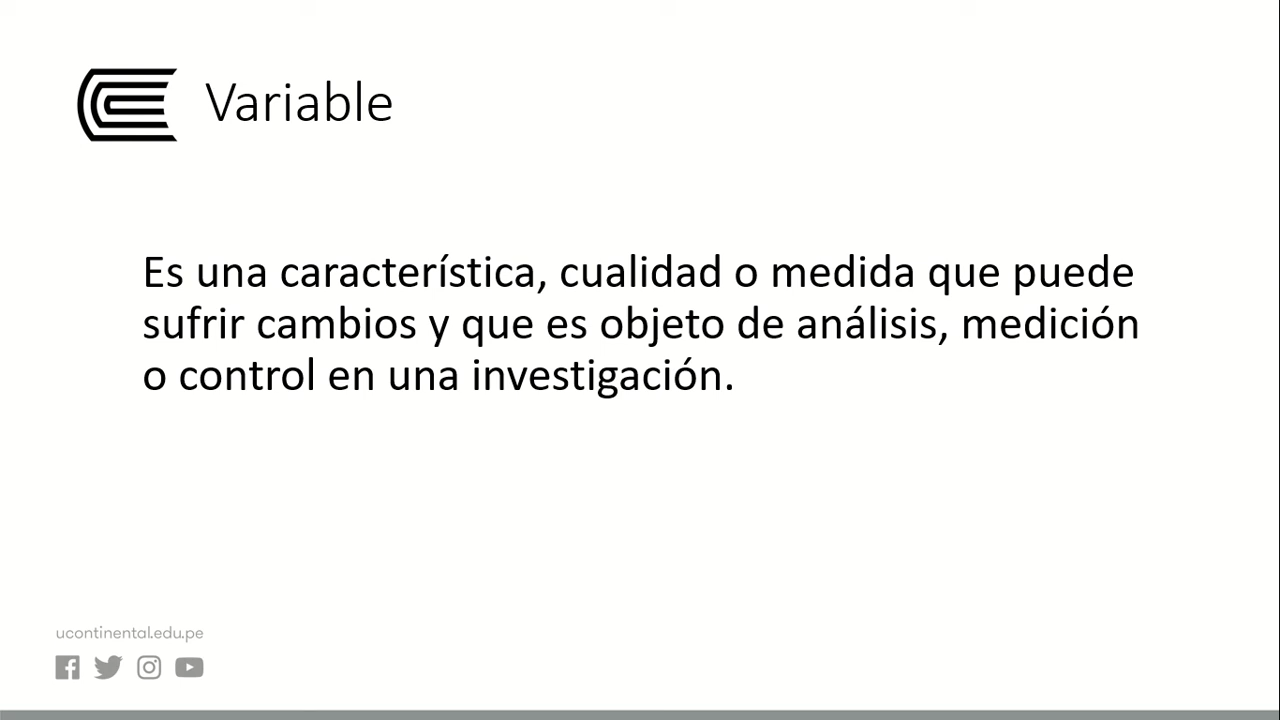 Variable
Es una característica, cualidad o medida que puede
sufrir cambios y que es objeto de análisis, medición
o control en una investigación.
ucontinental.edu.pe